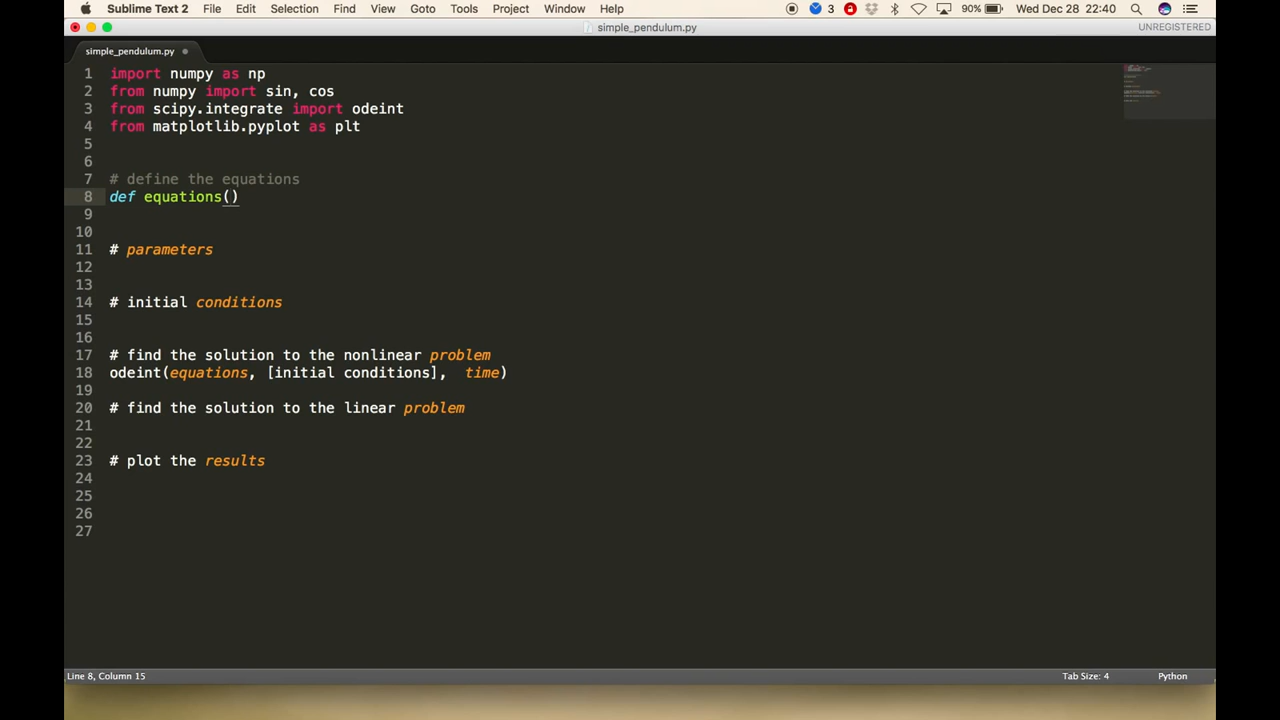 Sublime Text 2 File Edit Selection Find View Goto Tools Project Window Help 3 90% Wed Dec 28 22:40
simple_pendulum.py UNREGISTERED
simple_pendulum.py
1 import numpy as np
2 from numpy import sin, cos
3 from scipy.integrate import odeint
4 from matplotlib.pyplot as plt
5
6
7 # define the equations
8 def equations()
9
10
11 # parameters
12
13
14 # initial conditions
15
16
17 # find the solution to the nonlinear problem
18 odeint(equations, [initial conditions],  time)
19
20 # find the solution to the linear problem
21
22
23 # plot the results
24
25
26
27
Line 8, Column 15 Tab Size: 4 Python